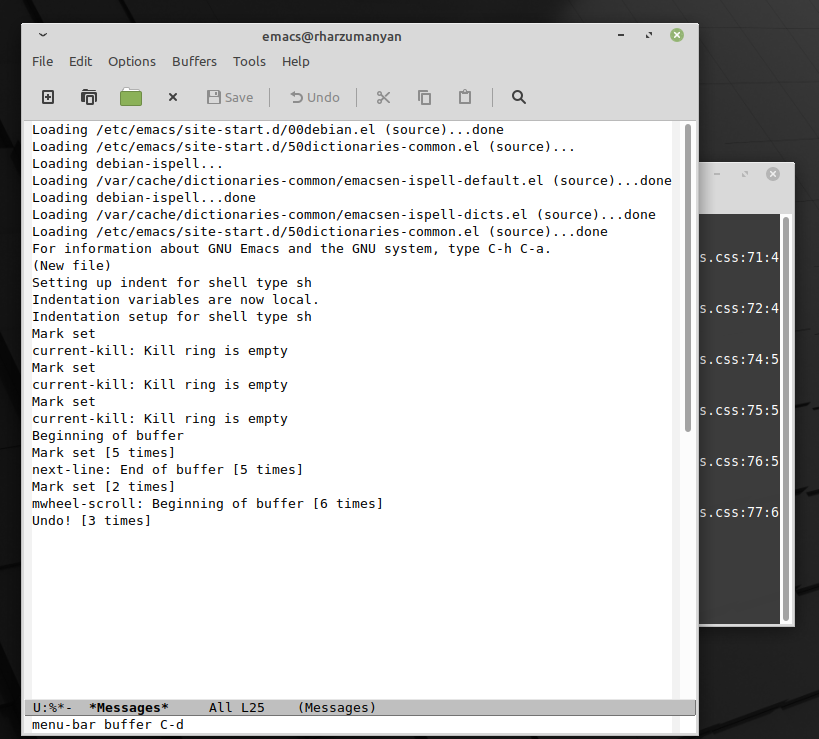 emacs@rharzumanyan
File Edit Options Buffers Tools Help
Save Undo
Loading /etc/emacs/site-start.d/00debian.el (source)...done
Loading /etc/emacs/site-start.d/50dictionaries-common.el (source)...
Loading debian-ispell...
Loading /var/cache/dictionaries-common/emacsen-ispell-default.el (source)...done
Loading debian-ispell...done
Loading /var/cache/dictionaries-common/emacsen-ispell-dicts.el (source)...done
Loading /etc/emacs/site-start.d/50dictionaries-common.el (source)...done
For information about GNU Emacs and the GNU system, type C-h C-a.
(New file)
Setting up indent for shell type sh
Indentation variables are now local.
Indentation setup for shell type sh
Mark set
current-kill: Kill ring is empty
Mark set
current-kill: Kill ring is empty
Mark set
current-kill: Kill ring is empty
Beginning of buffer
Mark set [5 times]
next-line: End of buffer [5 times]
Mark set [2 times]
mwheel-scroll: Beginning of buffer [6 times]
Undo! [3 times]
U:%*-  *Messages*     All L25    (Messages)
menu-bar buffer C-d
s.css:71:4
s.css:72:4
s.css:74:5
s.css:75:5
s.css:76:5
s.css:77:6